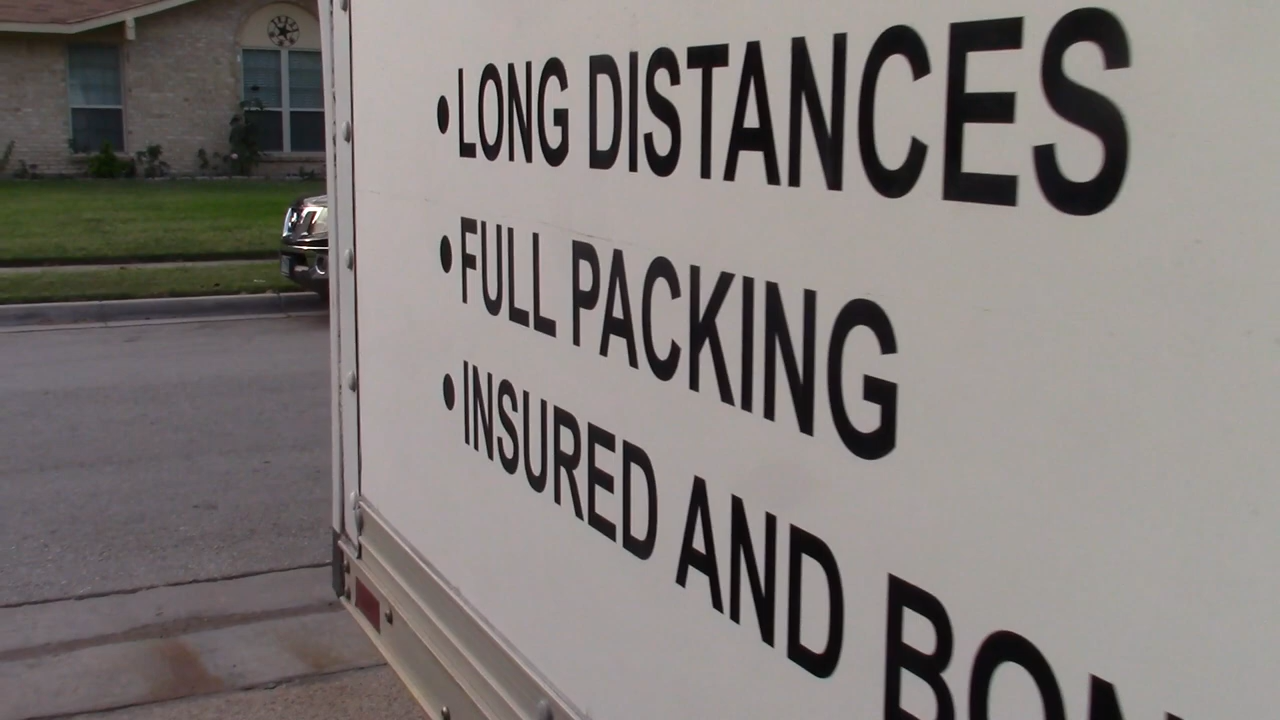 •LONG DISTANCES
•FULL PACKING
•INSURED AND